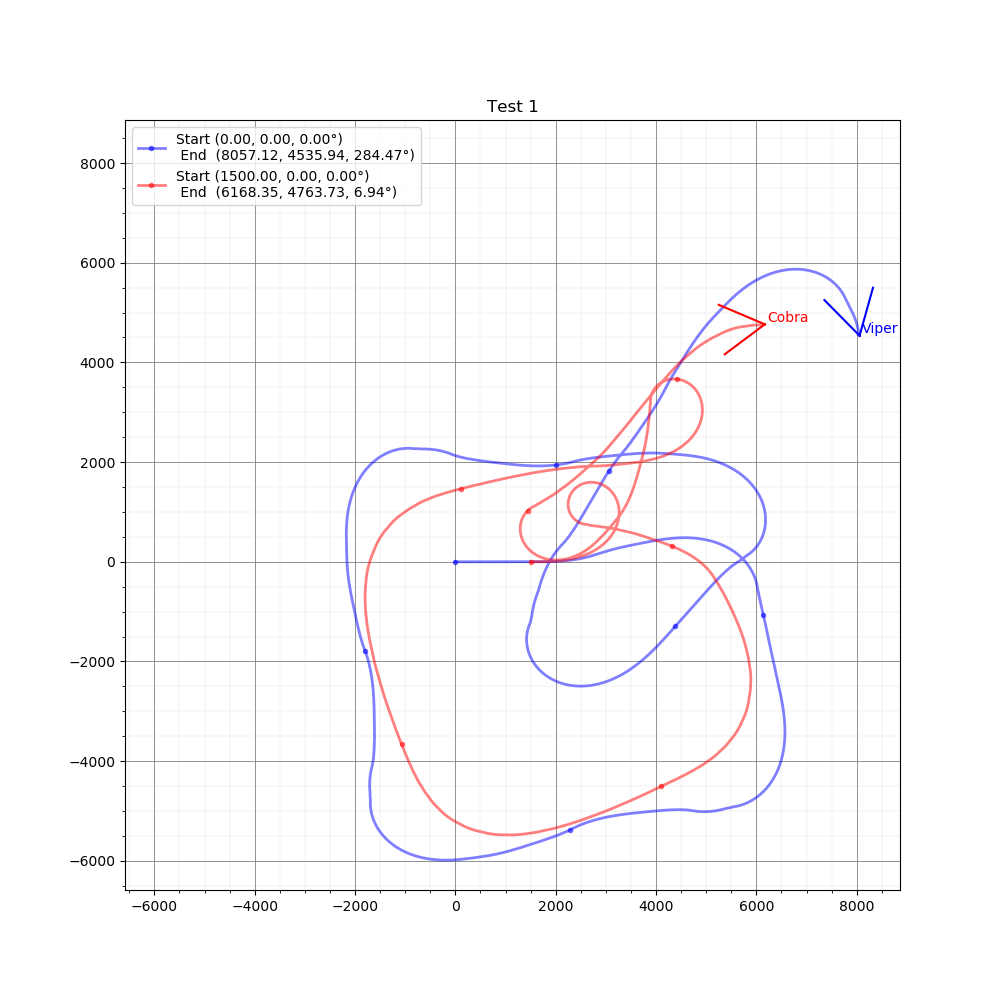 Test 1
Start (0.00, 0.00, 0.00°)
End (8057.12, 4535.94, 284.47°)
Start (1500.00, 0.00, 0.00°)
End (6168.35, 4763.73, 6.94°)
8000
6000
4000
2000
0
−2000
−4000
−6000
Cobra
Viper
−6000 −4000 −2000 0 2000 4000 6000 8000